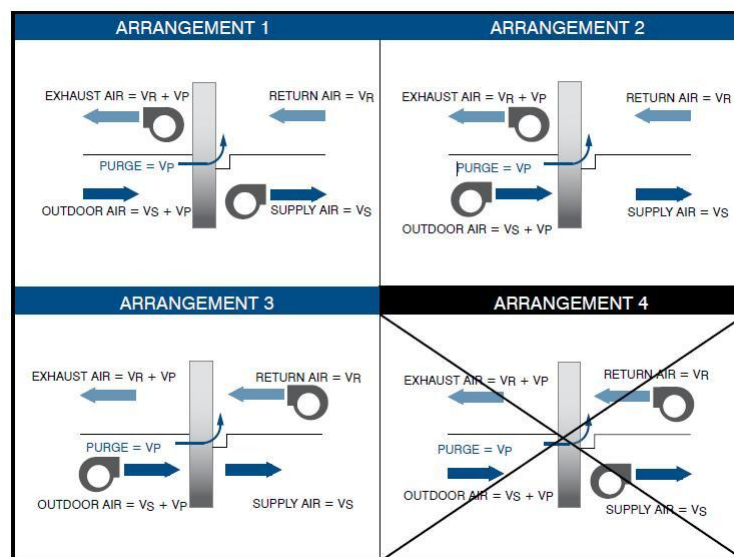 ARRANGEMENT 1
EXHAUST AIR = VR + VP
RETURN AIR = VR
PURGE = VP
OUTDOOR AIR = VS + VP
SUPPLY AIR = VS
ARRANGEMENT 2
EXHAUST AIR = VR + VP
RETURN AIR = VR
PURGE = VP
OUTDOOR AIR = VS + VP
SUPPLY AIR = VS
ARRANGEMENT 3
EXHAUST AIR = VR + VP
RETURN AIR = VR
PURGE = VP
OUTDOOR AIR = VS + VP
SUPPLY AIR = VS
ARRANGEMENT 4
EXHAUST AIR = VR + VP
RETURN AIR = VR
PURGE = VP
OUTDOOR AIR = VS + VP
SUPPLY AIR = VS